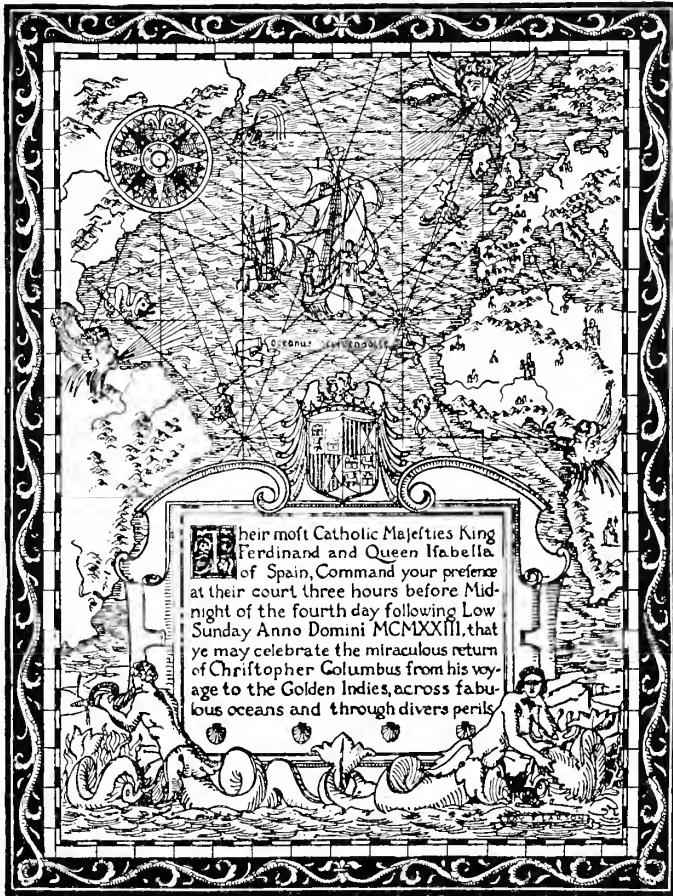 Oceanus
Their moſt Catholic Majeſties King
Ferdinand and Queen Iſabella
of Spain, Command your preſence
at their court three hours before Mid-
night of the fourth day following Low
Sunday Anno Domini MCMXXIII, that
ye may celebrate the miraculous return
of Chriſtopher Columbus from his voy-
age to the Golden Indies, across fabu-
lous oceans and through divers perils